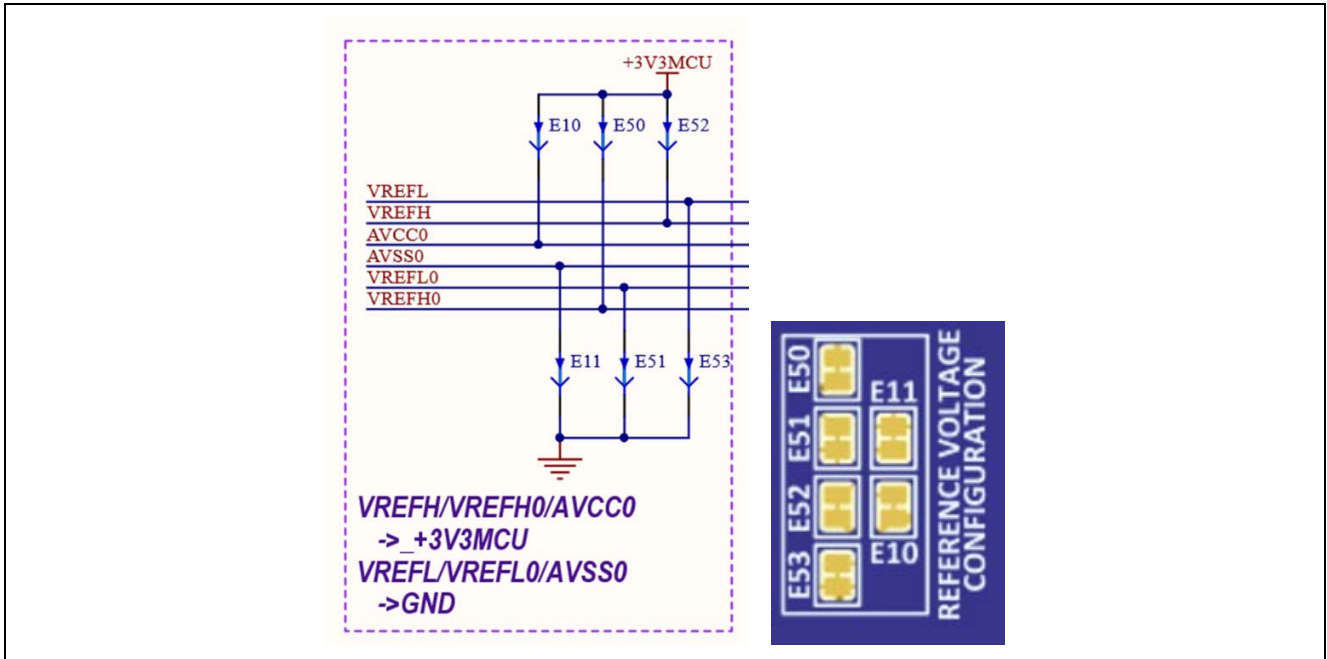 +3V3MCU
E10
E50
E52
VREFL
VREFH
AVCC0
AVSS0
VREFL0
VREFH0
E11
E51
E53
VREFH/VREFH0/AVCC0
->_+3V3MCU
VREFL/VREFL0/AVSS0
->GND
E50
E51
E52
E53
E11
E10
REFERENCE VOLTAGE
CONFIGURATION